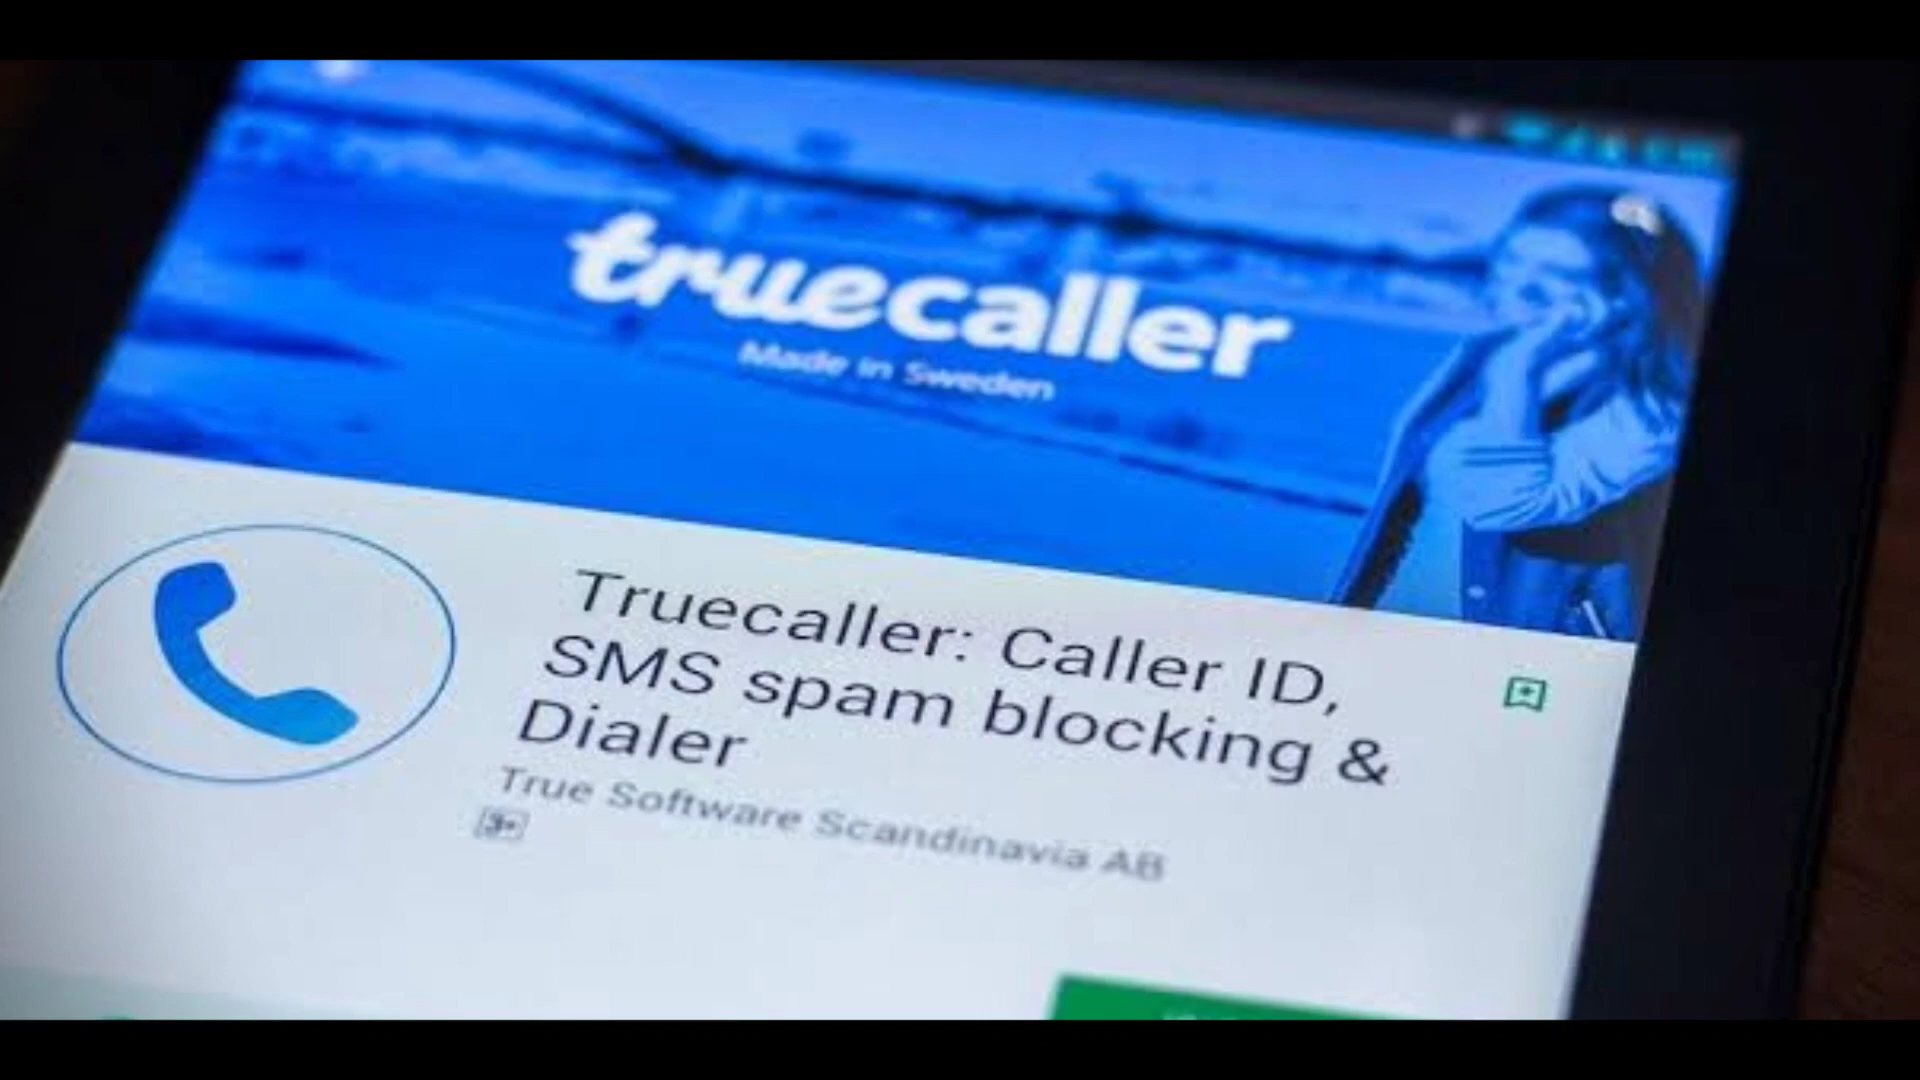 truecaller
Made in Sweden
Truecaller: Caller ID,
SMS spam blocking &
Dialer
True Software Scandinavia AB
3+